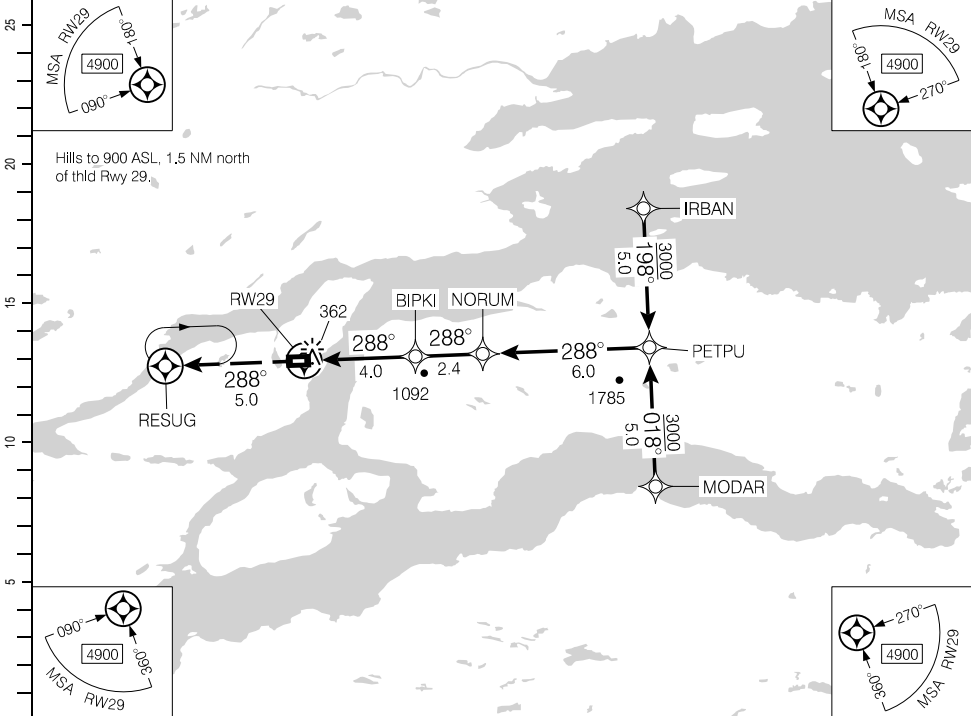 25
20
15
10
5
MSA RW29
180°
4900
090°
MSA RW29
180°
4900
270°
Hills to 900 ASL, 1.5 NM north
of thld Rwy 29.
IRBAN
3000
198°
5.0
RW29
362
BIPKI
NORUM
288°
4.0
288°
2.4
288°
6.0
PETPU
1092
1785
288°
5.0
RESUG
3000
018°
5.0
MODAR
090°
4900
360°
MSA RW29
270°
4900
360°
MSA RW29